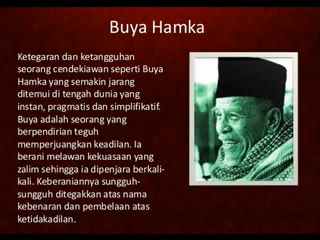 Buya Hamka
Ketegaran dan ketangguhan
seorang cendekiawan seperti Buya
Hamka yang semakin jarang
ditemui di tengah dunia yang
instan, pragmatis dan simplifikatif.
Buya adalah seorang yang
berpendirian teguh
memperjuangkan keadilan. Ia
berani melawan kekuasaan yang
zalim sehingga ia dipenjara berkali-
kali. Keberaniannya sungguh-
sungguh ditegakkan atas nama
kebenaran dan pembelaan atas
ketidakadilan.